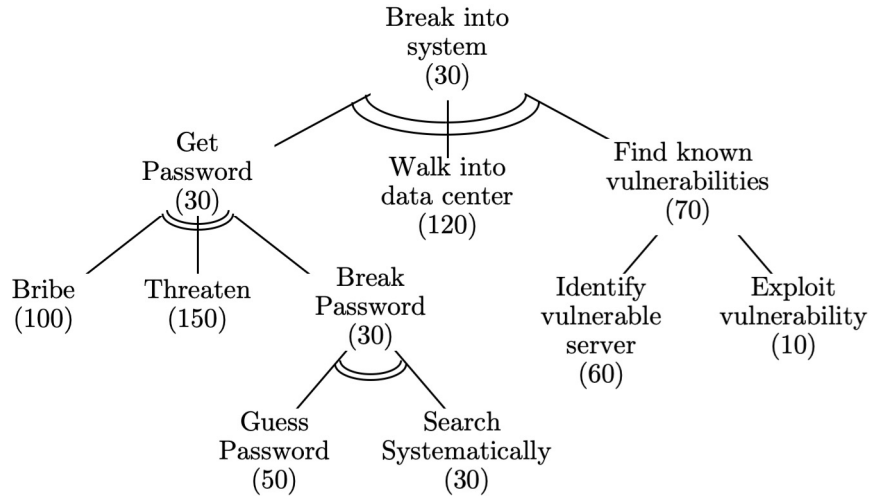 Break into
system
(30)
Get
Password
(30)
Walk into
data center
(120)
Find known
vulnerabilities
(70)
Bribe
(100)
Threaten
(150)
Break
Password
(30)
Identify
vulnerable
server
(60)
Exploit
vulnerability
(10)
Guess
Password
(50)
Search
Systematically
(30)